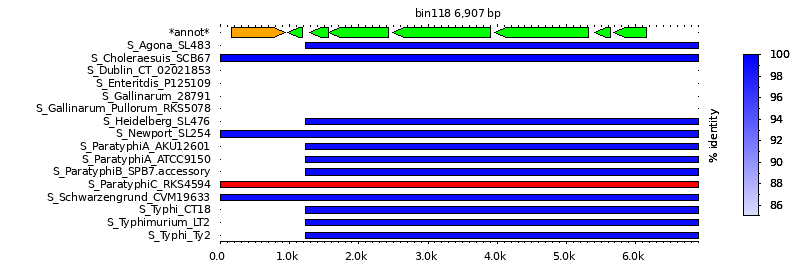 bin118 6,907 bp
*annot*
S_Agona_SL483
S_Choleraesuis_SCB67
S_Dublin_CT_02021853
S_Enteritdis_P125109
S_Gallinarum_28791
S_Gallinarum_Pullorum_RKS5078
S_Heidelberg_SL476
S_Newport_SL254
S_ParatyphiA_AKU12601
S_ParatyphiA_ATCC9150
S_ParatyphiB_SPB7.accessory
S_ParatyphiC_RKS4594
S_Schwarzengrund_CVM19633
S_Typhi_CT18
S_Typhimurium_LT2
S_Typhi_Ty2
0.0 1.0k 2.0k 3.0k 4.0k 5.0k 6.0k
% identity
100
98
96
94
92
90
88
86